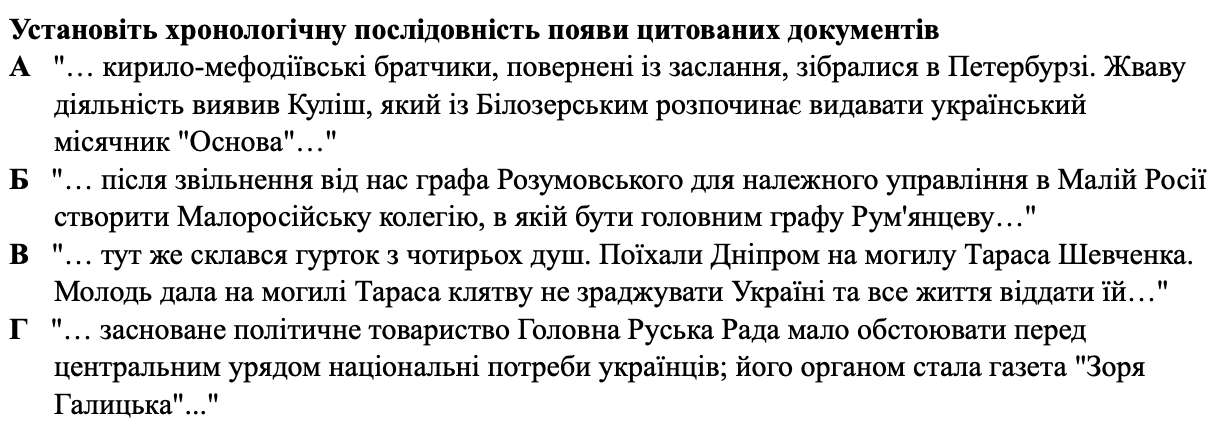 Установіть хронологічну послідовність появи цитованих документів
А "… кирило-мефодіївські братчики, повернені із заслання, зібралися в Петербурзі. Жваву
діяльність виявив Куліш, який із Білозерським розпочинає видавати український
місячник "Основа"…"
Б "… після звільнення від нас графа Розумовського для належного управління в Малій Росії
створити Малоросійську колегію, в якій бути головним графу Рум'янцеву…"
В "… тут же склався гурток з чотирьох душ. Поїхали Дніпром на могилу Тараса Шевченка.
Молодь дала на могилі Тараса клятву не зраджувати Україні та все життя віддати їй…"
Г "… засноване політичне товариство Головна Руська Рада мало обстоювати перед
центральним урядом національні потреби українців; його органом стала газета "Зоря
Галицька"..."